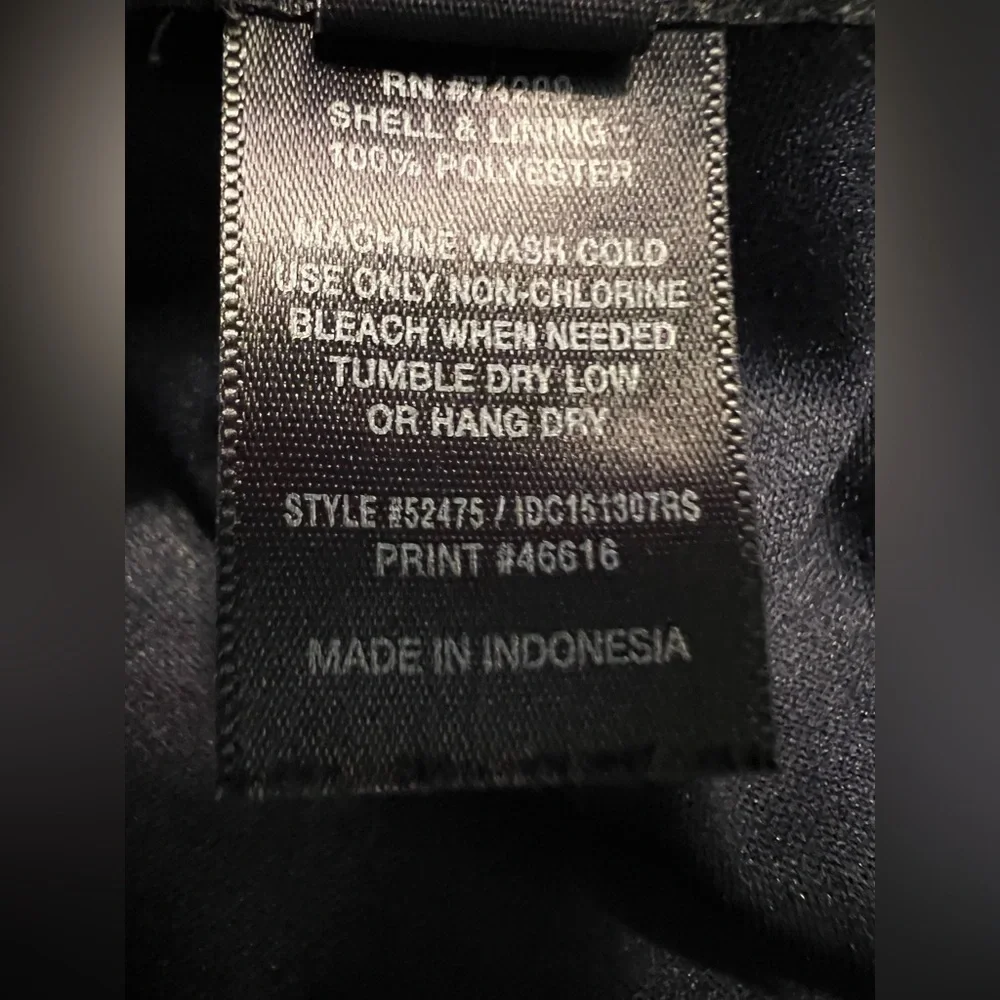 RN
SHELL & LINING -
100% POLYESTER
MACHINE WASH COLD
USE ONLY NON-CHLORINE
BLEACH WHEN NEEDED
TUMBLE DRY LOW
OR HANG DRY
STYLE #52475 / IDC151307RS
PRINT #46616
MADE IN INDONESIA